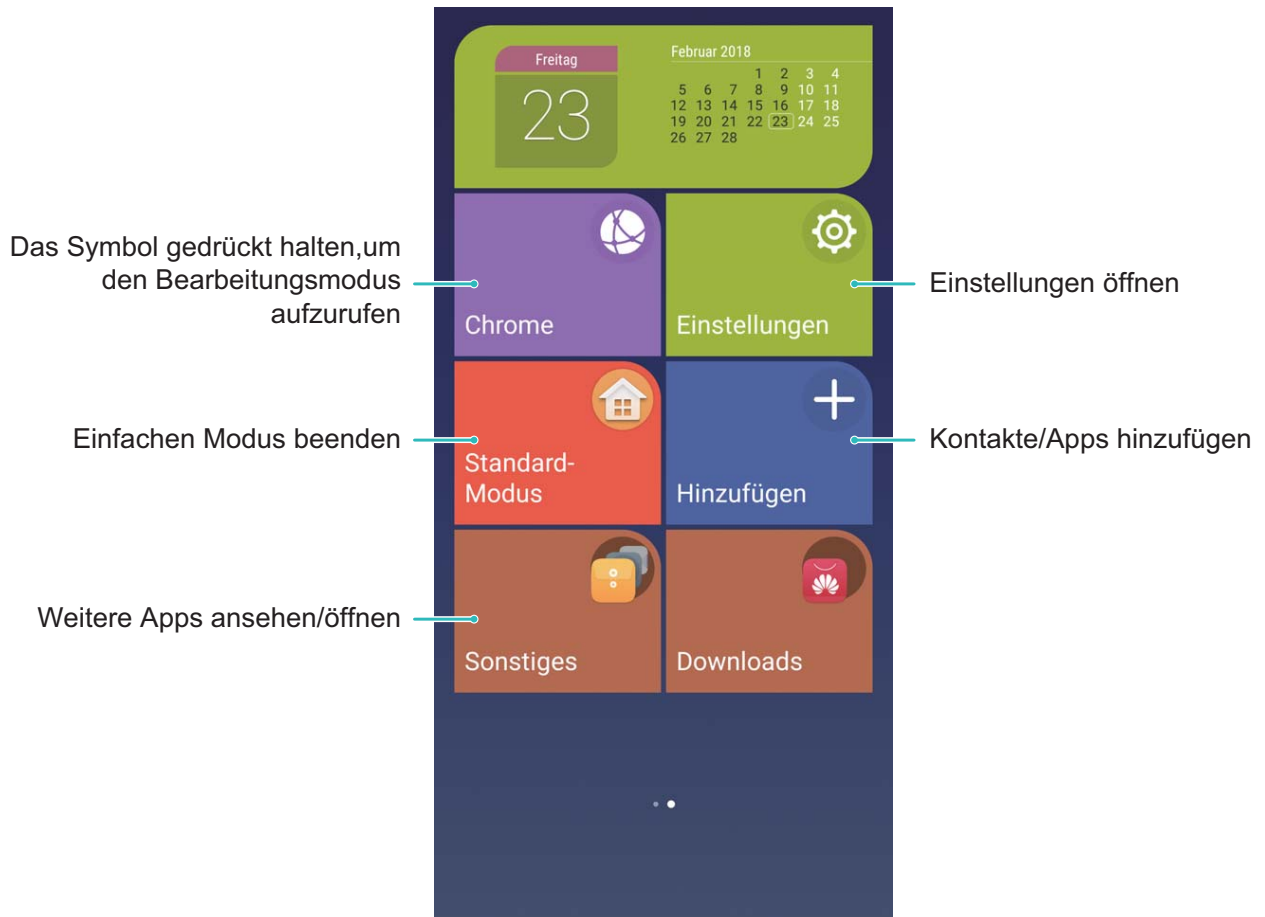 Freitag
23
Februar 2018
1 2 3 4
5 6 7 8 9 10 11
12 13 14 15 16 17 18
19 20 21 22 23 24 25
26 27 28
Das Symbol gedrückt halten,um
den Bearbeitungsmodus
aufzurufen
Chrome
Einstellungen
Einstellungen öffnen
Einfachen Modus beenden
Standard-
Modus
Hinzufügen
Kontakte/Apps hinzufügen
Weitere Apps ansehen/öffnen
Sonstiges
Downloads